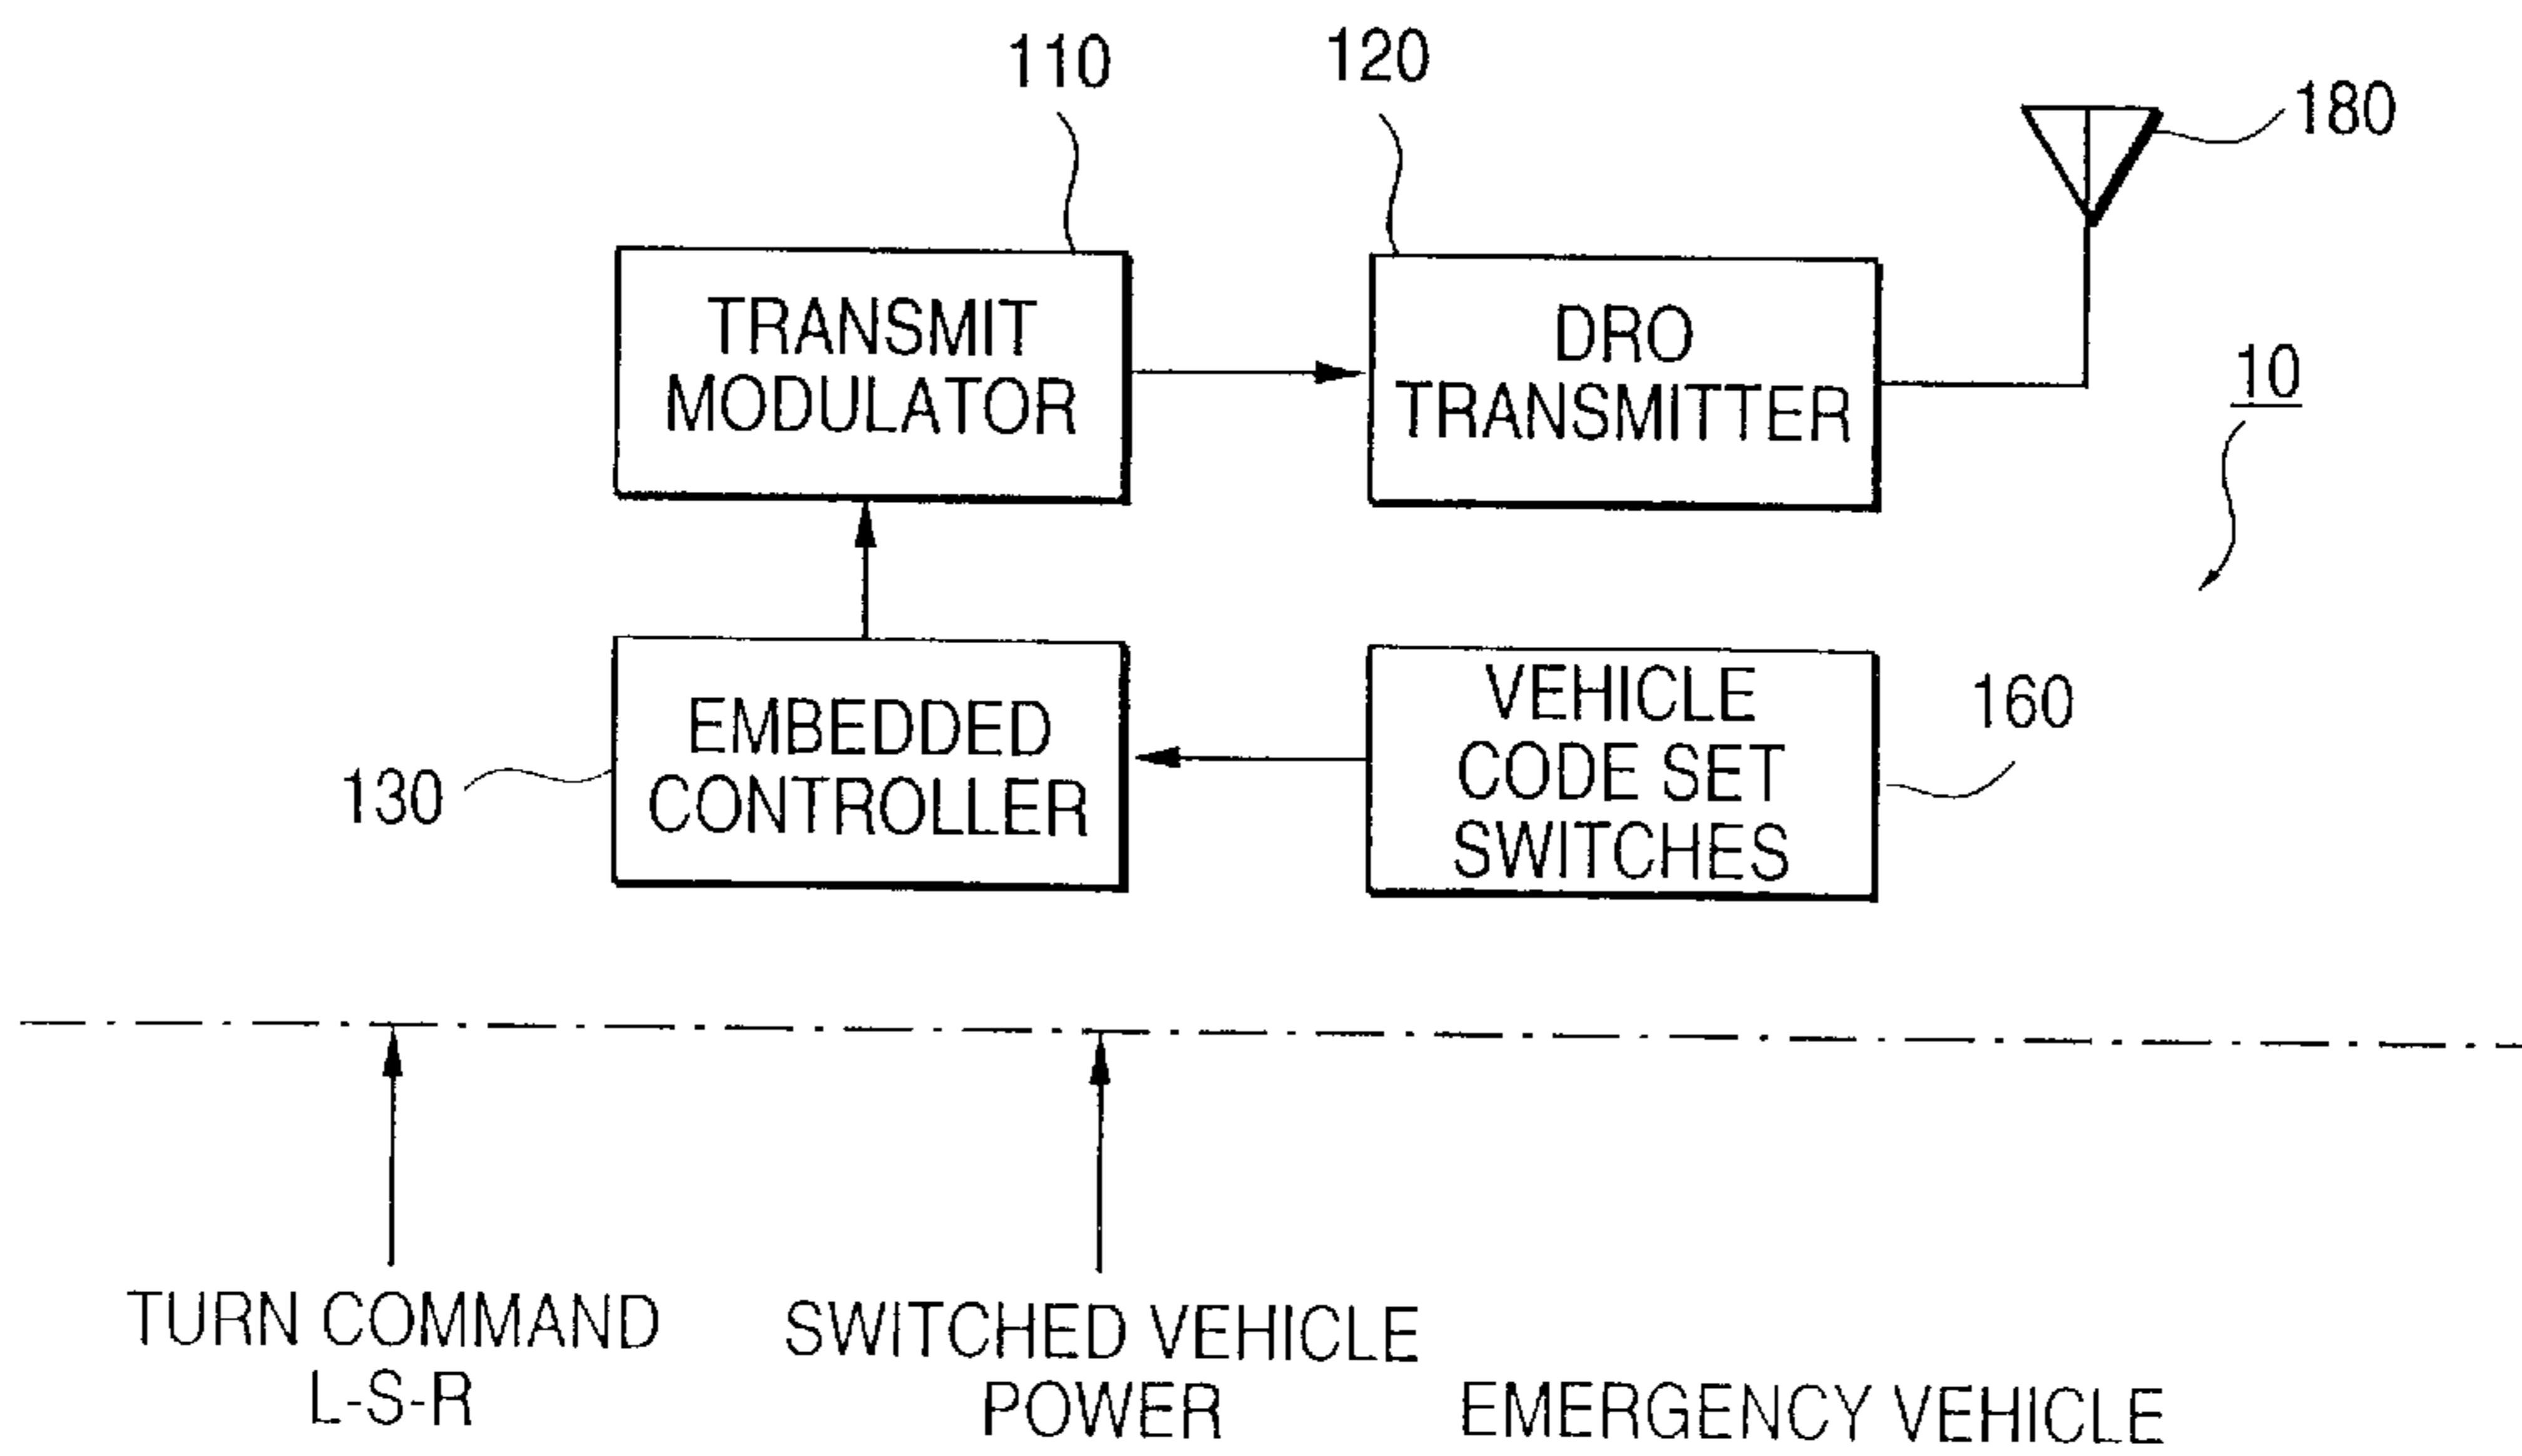 110
120
180
TRANSMIT
MODULATOR
DRO
TRANSMITTER
10
EMBEDDED
CONTROLLER
130
VEHICLE
CODE SET
SWITCHES
160
TURN COMMAND
L-S-R
SWITCHED VEHICLE
POWER
EMERGENCY VEHICLE